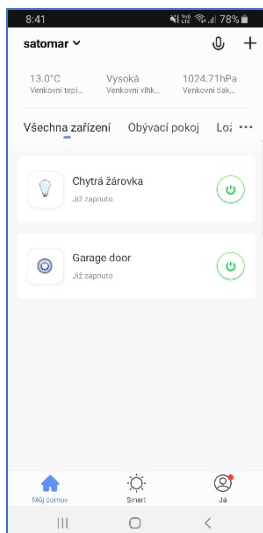 8:41
78%
satomar
13.0°C Vysoká 1024.71hPa
Venkovní tepl... Venkovní vlhk... Venkovní tlak...
Všechna zařízení Obývací pokoj Lož
Chytrá žárovka
Již zapnuto
Garage door
Již zapnuto
Můj domov Smart Já